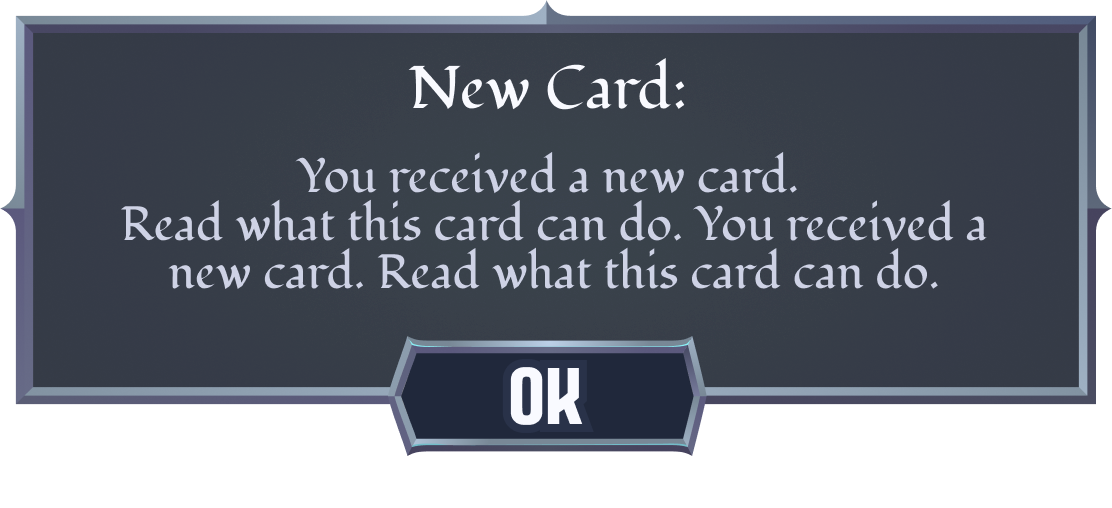 New Card:
You received a new card.
Read what this card can do. You received a
new card. Read what this card can do.
OK